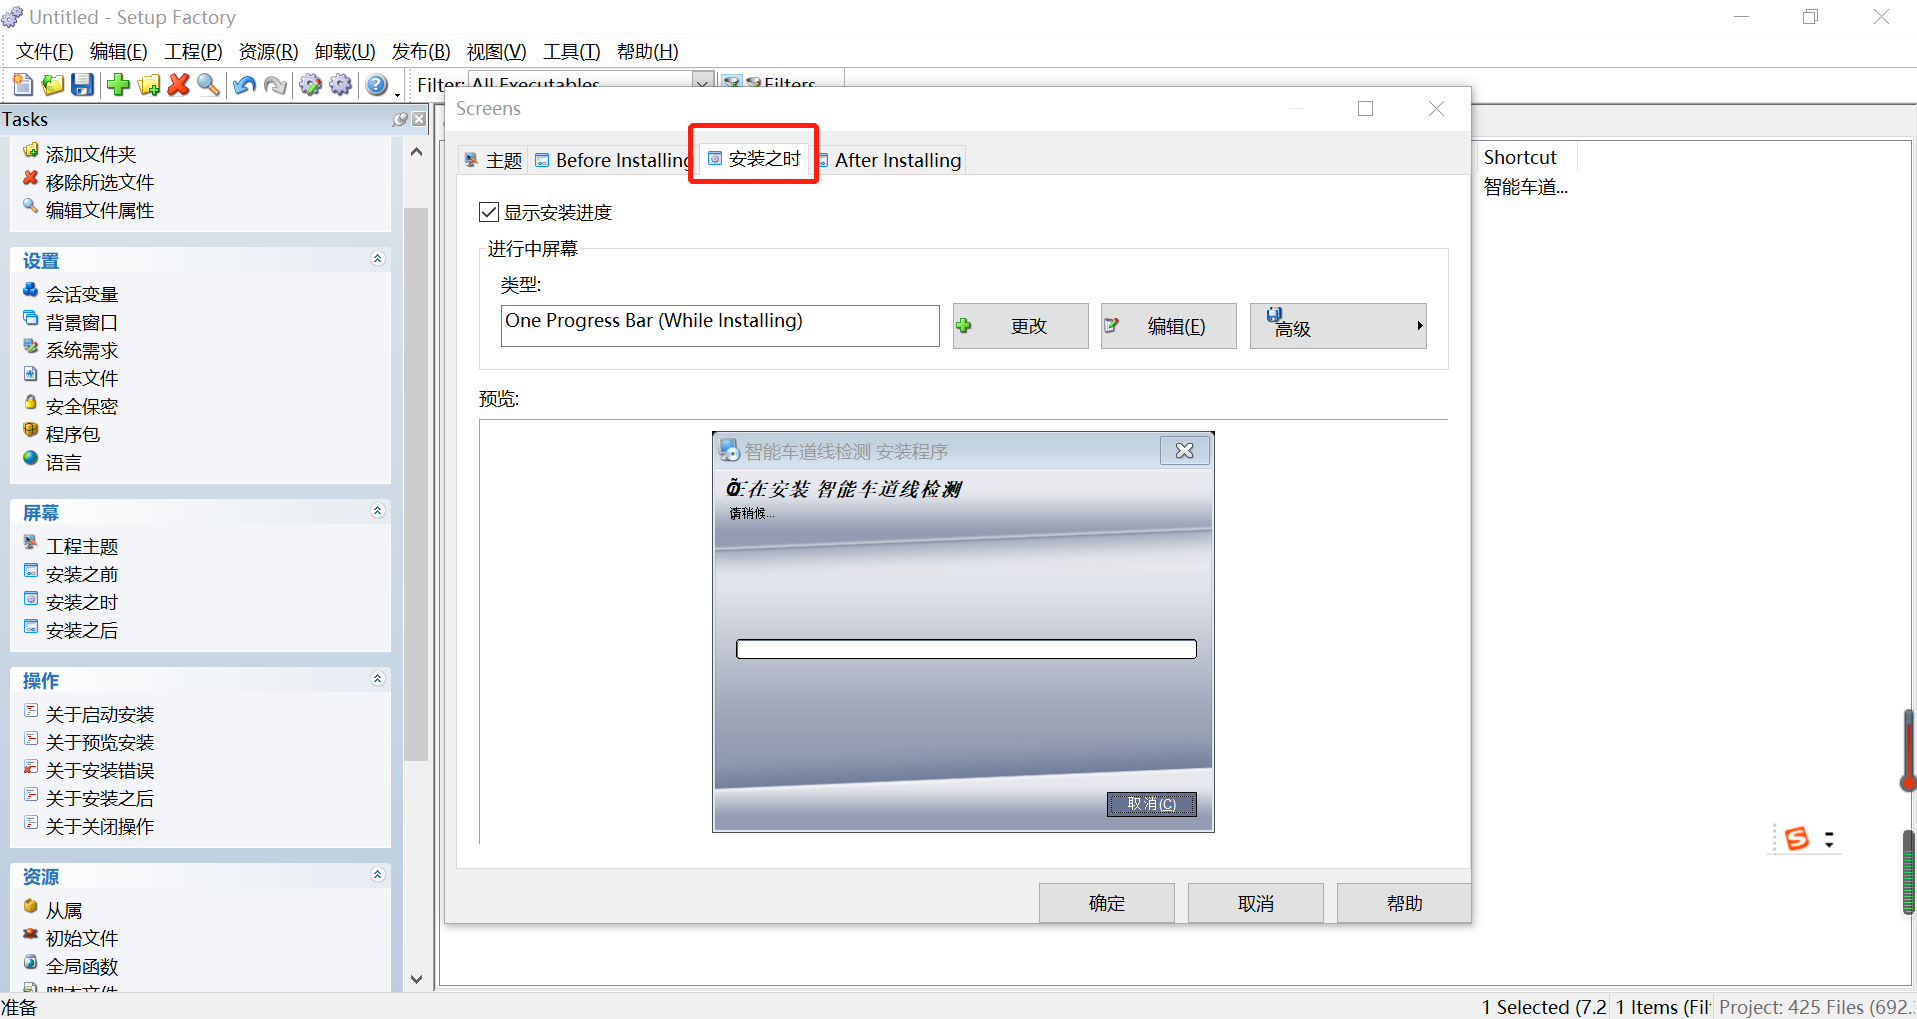 Untitled - Setup Factory
文件(F) 编辑(E) 工程(P) 资源(R) 卸载(U) 发布(B) 视图(V) 工具(T) 帮助(H)
Filter: All Executables Filters
Tasks
添加文件夹
移除所选文件
编辑文件属性
设置
会话变量
背景窗口
系统需求
日志文件
安全保密
程序包
语言
屏幕
工程主题
安装之前
安装之时
安装之后
操作
关于启动安装
关于预览安装
关于安装错误
关于安装之后
关于关闭操作
资源
从属
初始文件
全局函数
脚本文件
Screens
主题 Before Installing 安装之时 After Installing
显示安装进度
进行中屏幕
类型:
One Progress Bar (While Installing)
更改 编辑(E) 高级
预览:
智能车道线检测 安装程序
正在安装 智能车道线检测
请稍候...
取消(C)
确定 取消 帮助
Shortcut
智能车道...
准备
1 Selected (7.2 1 Items (Fil Project: 425 Files (692.